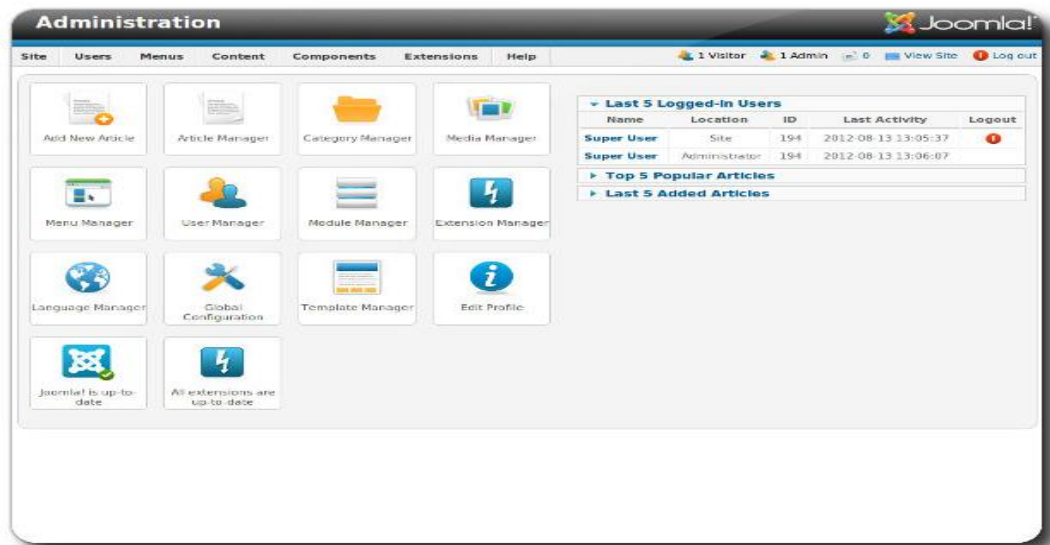 Administration
Joomla!
Site Users Menus Content Components Extensions Help
1 Visitor 1 Admin 0 View Site Log out
Add New Article
Article Manager
Category Manager
Media Manager
Menu Manager
User Manager
Module Manager
Extension Manager
Language Manager
Global
Configuration
Template Manager
Edit Profile
Joomla! is up-to-
date
All extensions are
up-to-date
Last 5 Logged-in Users
Name Location ID Last Activity Logout
Super User Site 194 2012-08-13 13:05:37
Super User Administrator 194 2012-08-13 13:06:07
Top 5 Popular Articles
Last 5 Added Articles